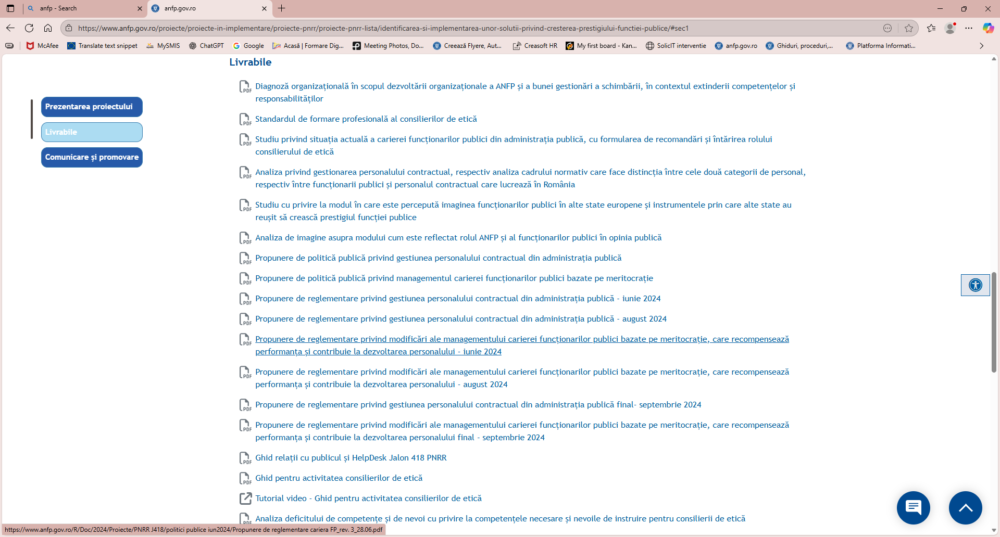 anfp - Search
anfp.gov.ro
https://www.anfp.gov.ro/proiecte/proiecte-in-implementare/proiecte-pnrr/proiecte-pnrr-lista/identificarea-si-implementarea-unor-solutii-privind-cresterea-prestigiului-functiei-publice/#sec1
McAfee
Translate text snippet
MySMIS
ChatGPT
Google
Acasă | Formare Dig...
Meeting Photos, Do...
Creează Flyere, Aut...
Creasoft HR
My first board - Kan...
SolicIT interventie
anfp.gov.ro
Ghiduri, proceduri,...
Platforma Informati...
Prezentarea proiectului
Livrabile
Comunicare și promovare
Livrabile
PDF Diagnoză organizațională în scopul dezvoltării organizaționale a ANFP și a bunei gestionări a schimbării, în contextul extinderii competențelor și
responsabilităților
PDF Standardul de formare profesională al consilierilor de etică
PDF Studiu privind situația actuală a carierei funcționarilor publici din administrația publică, cu formularea de recomandări și întărirea rolului
consilierului de etică
PDF Analiza privind gestionarea personalului contractual, respectiv analiza cadrului normativ care face distincția între cele două categorii de personal,
respectiv între funcționarii publici și personalul contractual care lucrează în România
PDF Studiu cu privire la modul în care este percepută imaginea funcționarilor publici în alte state europene și instrumentele prin care alte state au
reușit să crească prestigiul funcției publice
PDF Analiza de imagine asupra modului cum este reflectat rolul ANFP și al funcționarilor publici în opinia publică
PDF Propunere de politică publică privind gestiunea personalului contractual din administrația publică
PDF Propunere de politică publică privind managementul carierei funcționarilor publici bazate pe meritocrație
PDF Propunere de reglementare privind gestiunea personalului contractual din administrația publică - iunie 2024
PDF Propunere de reglementare privind gestiunea personalului contractual din administrația publică - august 2024
PDF Propunere de reglementare privind modificări ale managementului carierei funcționarilor publici bazate pe meritocrație, care recompensează
performanța și contribuie la dezvoltarea personalului - iunie 2024
PDF Propunere de reglementare privind modificări ale managementului carierei funcționarilor publici bazate pe meritocrație, care recompensează
performanța și contribuie la dezvoltarea personalului - august 2024
PDF Propunere de reglementare privind gestiunea personalului contractual din administrația publică final- septembrie 2024
PDF Propunere de reglementare privind modificări ale managementului carierei funcționarilor publici bazate pe meritocrație, care recompensează
performanța și contribuie la dezvoltarea personalului final - septembrie 2024
PDF Ghid relații cu publicul și HelpDesk Jalon 418 PNRR
PDF Ghid pentru activitatea consilierilor de etică
Tutorial video - Ghid pentru activitatea consilierilor de etică
PDF Analiza deficitului de competențe și de nevoi cu privire la competențele necesare și nevoile de instruire pentru consilierii de etică
https://www.anfp.gov.ro/R/Doc/2024/Proiecte/PNRR J418/politici publice iun2024/Propunere de reglementare cariera FP_rev. 3_28.06.pdf